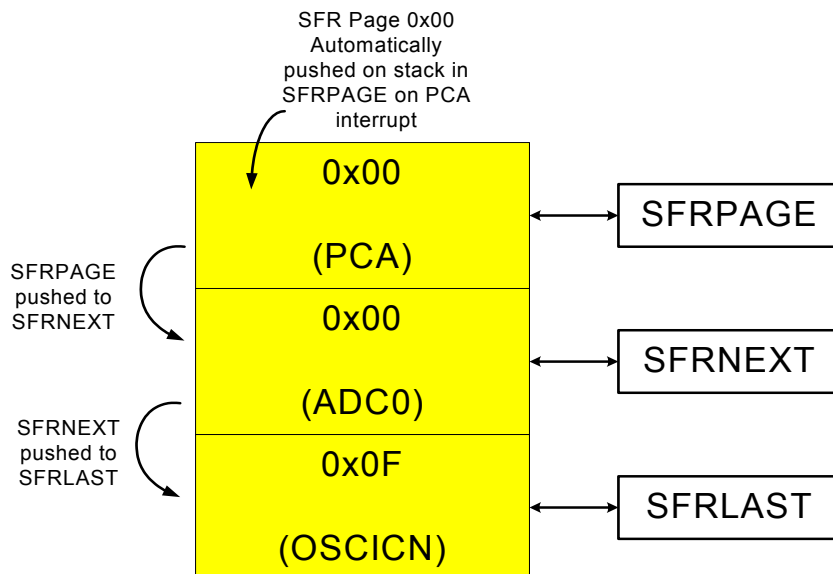 SFR Page 0x00
Automatically
pushed on stack in
SFRPAGE on PCA
interrupt
0x00
(PCA)
SFRPAGE
SFRPAGE
pushed to
SFRNEXT
0x00
(ADC0)
SFRNEXT
SFRNEXT
pushed to
SFRLAST
0x0F
(OSCICN)
SFRLAST